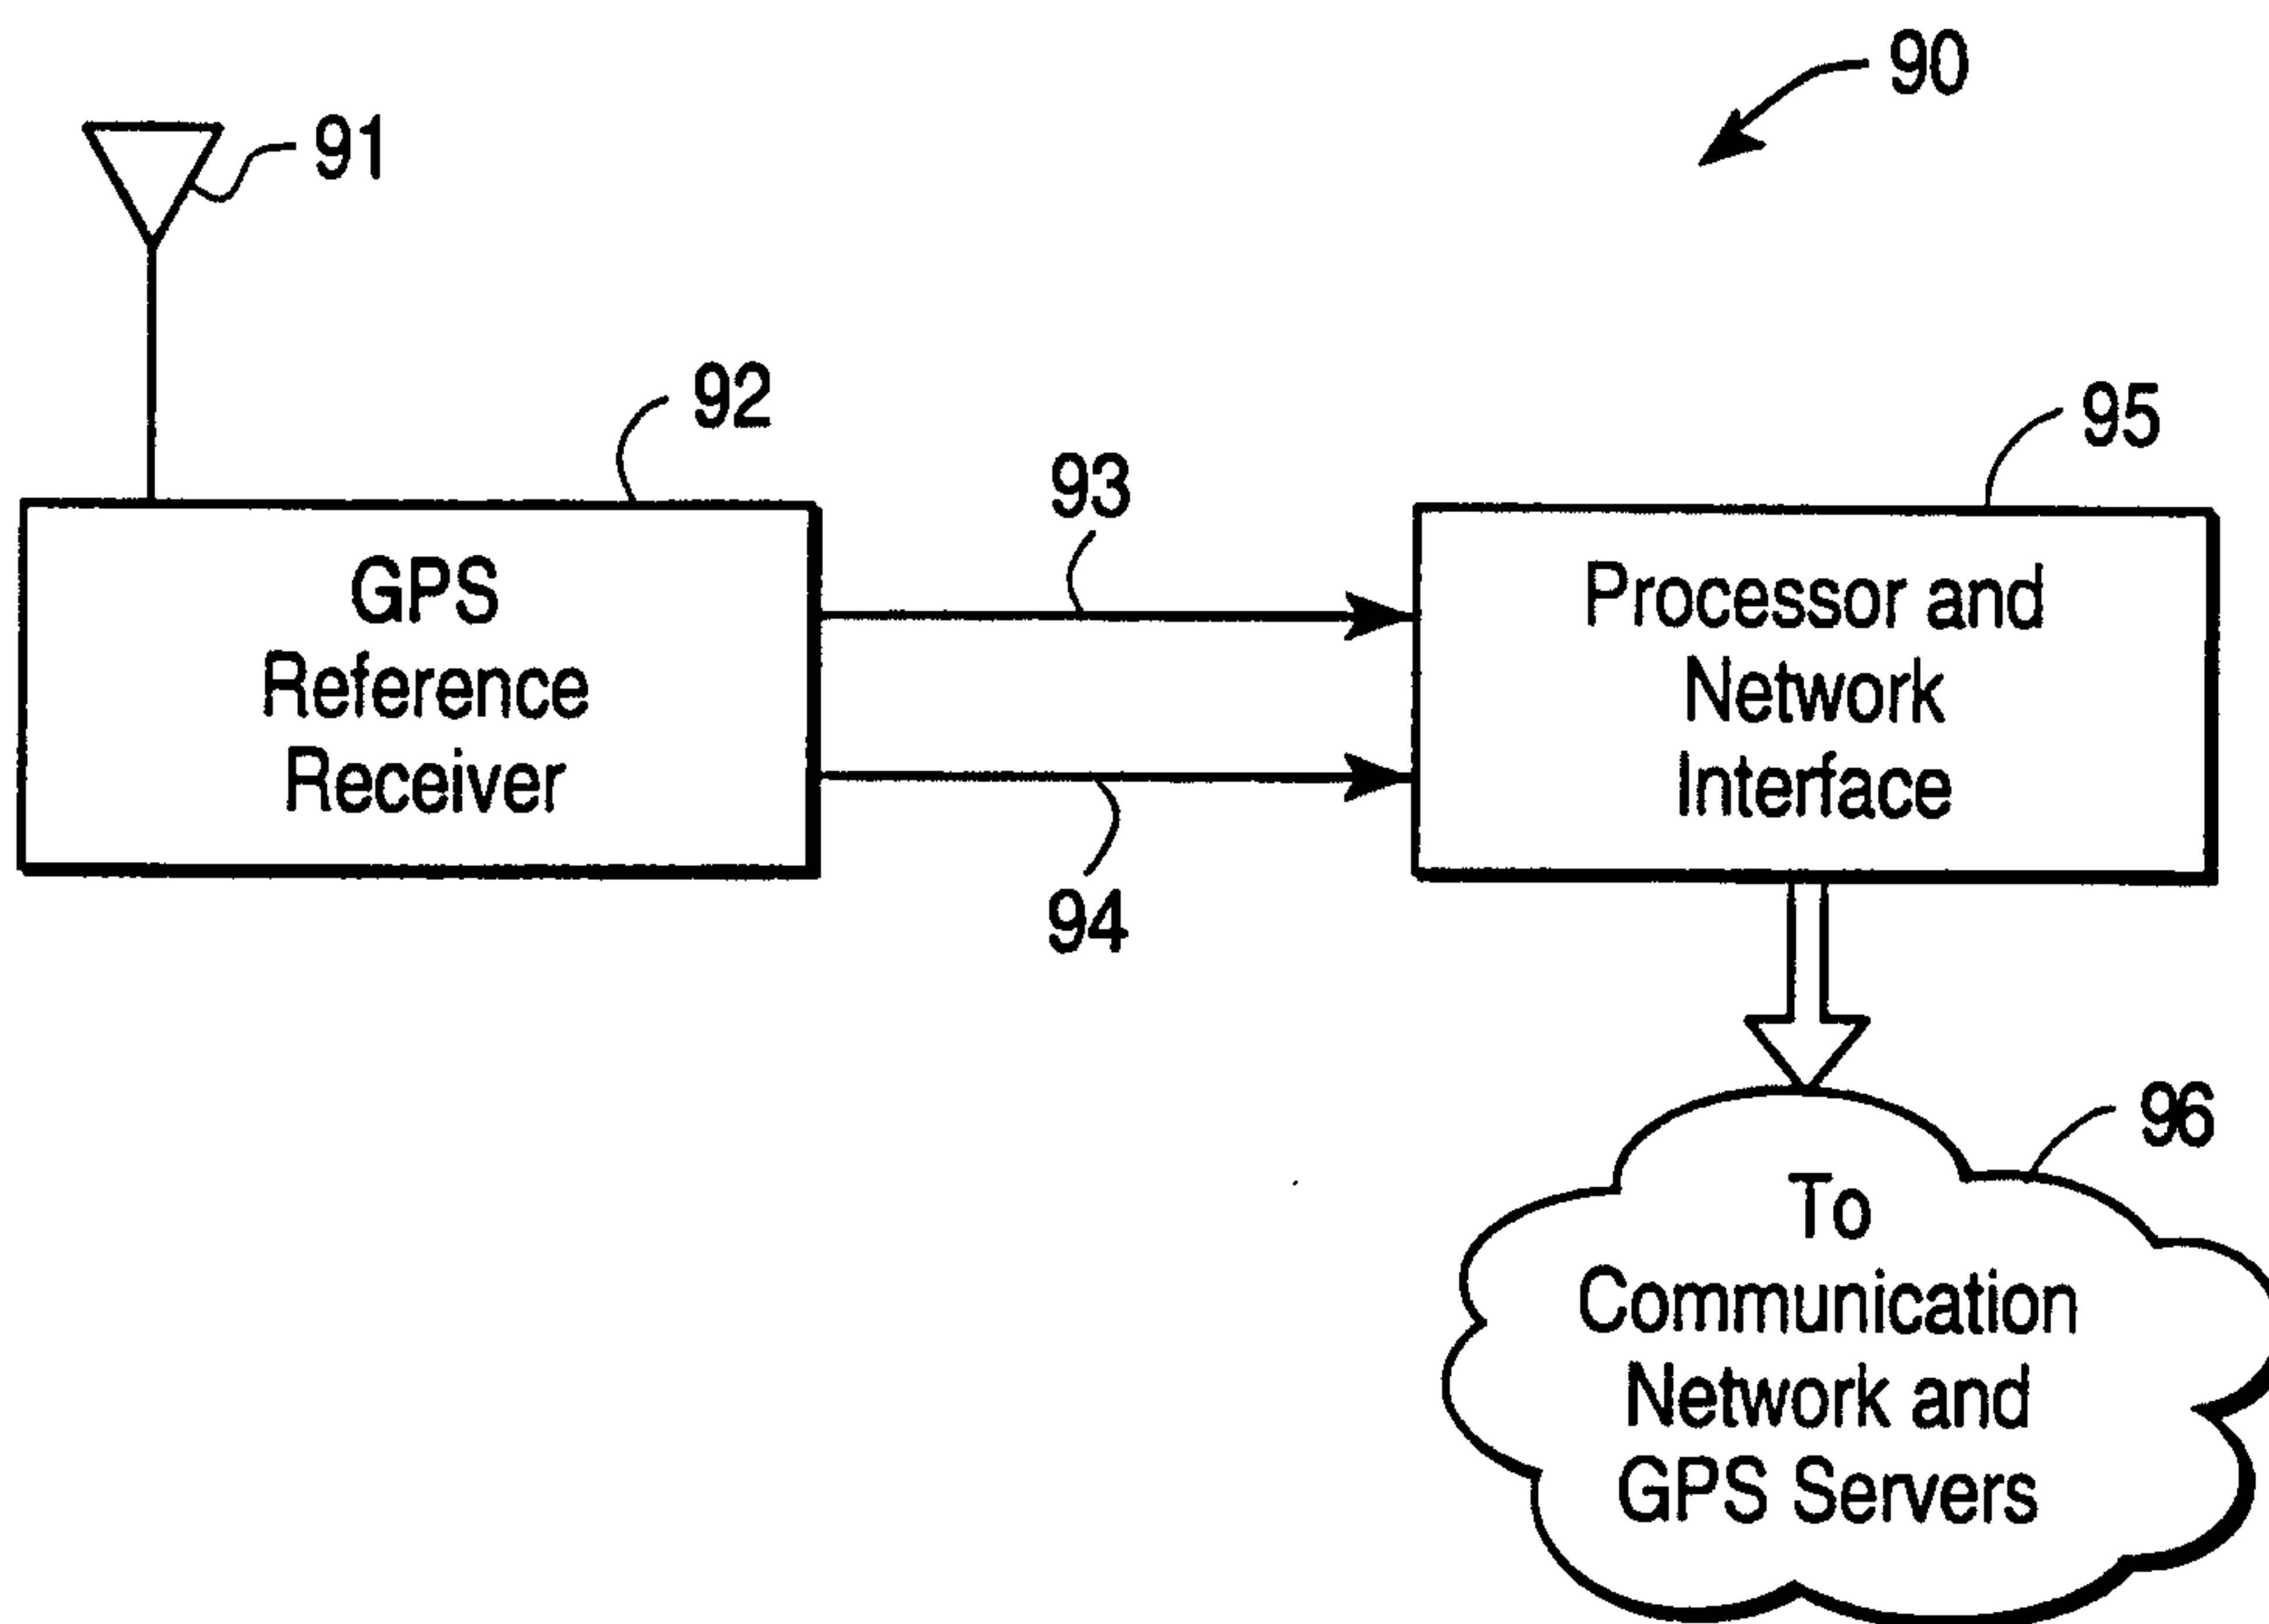 90
91
92
93
95
GPS
Reference
Receiver
Processor and
Network
Interface
94
96
To
Communication
Network and
GPS Servers